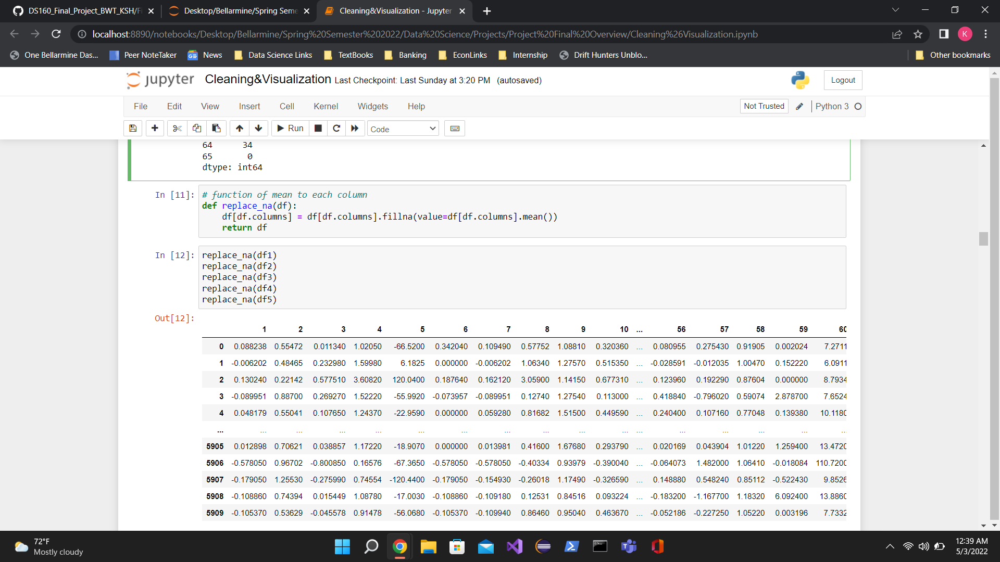 DS160_Final_Project_BWT_KSH/Fi
Desktop/Bellarmine/Spring Seme
Cleaning&Visualization - Jupyter
localhost:8890/notebooks/Desktop/Bellarmine/Spring%20Semester%202022/Data%20Science/Projects/Project%20Final%20Overview/Cleaning%26Visualization.ipynb
K
One Bellarmine Das... Peer NoteTaker News Data Science Links TextBooks Banking EconLinks Internship Drift Hunters Unblo... Other bookmarks
jupyter Cleaning&Visualization Last Checkpoint: Last Sunday at 3:20 PM (autosaved) Logout
File Edit View Insert Cell Kernel Widgets Help Not Trusted Python 3
Run Code
64 34
65 0
dtype: int64
In [11]: # function of mean to each column
def replace_na(df):
df[df.columns] = df[df.columns].fillna(value=df[df.columns].mean())
return df
In [12]: replace_na(df1)
replace_na(df2)
replace_na(df3)
replace_na(df4)
replace_na(df5)
Out[12]:
1 2 3 4 5 6 7 8 9 10 ... 56 57 58 59 60
0 0.088238 0.55472 0.011340 1.02050 -66.5200 0.342040 0.109490 0.57752 1.08810 0.320360 ... 0.080955 0.275430 0.91905 0.002024 7.2711
1 -0.006202 0.48465 0.232980 1.59980 6.1825 0.000000 -0.006202 1.06340 1.27570 0.515350 ... -0.028591 -0.012035 1.00470 0.152220 6.0911
2 0.130240 0.22142 0.577510 3.60820 120.0400 0.187640 0.162120 3.05900 1.14150 0.677310 ... 0.123960 0.192290 0.87604 0.000000 8.7934
3 -0.089951 0.88700 0.269270 1.52220 -55.9920 -0.073957 -0.089951 0.12740 1.27540 0.113000 ... 0.418840 -0.796020 0.59074 2.878700 7.6524
4 0.048179 0.55041 0.107650 1.24370 -22.9590 0.000000 0.059280 0.81682 1.51500 0.449590 ... 0.240400 0.107160 0.77048 0.139380 10.1180
... ... ... ... ... ... ... ... ... ... ... ... ... ... ... ... ...
5905 0.012898 0.70621 0.038857 1.17220 -18.9070 0.000000 0.013981 0.41600 1.67680 0.293790 ... 0.020169 0.043904 1.01220 1.259400 13.4720
5906 -0.578050 0.96702 -0.800850 0.16576 -67.3650 -0.578050 -0.578050 -0.40334 0.93979 -0.390040 ... -0.064073 1.482000 1.06410 -0.018084 110.7200
5907 -0.179050 1.25530 -0.275990 0.74554 -120.4400 -0.179050 -0.154930 -0.26018 1.17490 -0.326590 ... 0.148880 0.548240 0.85112 -0.522430 9.8526
5908 -0.108860 0.74394 0.015449 1.08780 -17.0030 -0.108860 -0.109180 0.12531 0.84516 0.093224 ... -0.183200 -1.167700 1.18320 6.092400 13.8860
5909 -0.105370 0.53629 -0.045578 0.91478 -56.0680 -0.105370 -0.109940 0.86460 0.95040 0.463670 ... -0.052186 -0.227250 1.05220 0.003196 7.7332
72°F
Mostly cloudy
12:39 AM
5/3/2022